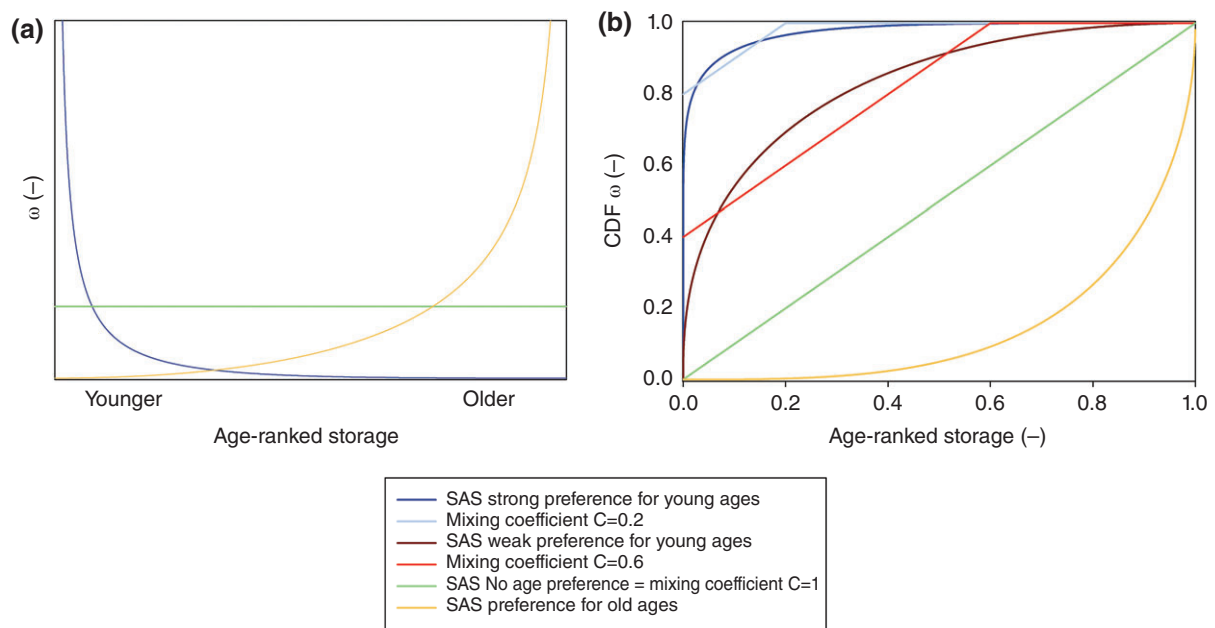 (a)
ω (–)
Younger
Older
Age-ranked storage
(b)
CDF ω (–)
1.0
0.8
0.6
0.4
0.2
0.0
0.0 0.2 0.4 0.6 0.8 1.0
Age-ranked storage (–)
SAS strong preference for young ages
Mixing coefficient C=0.2
SAS weak preference for young ages
Mixing coefficient C=0.6
SAS No age preference = mixing coefficient C=1
SAS preference for old ages